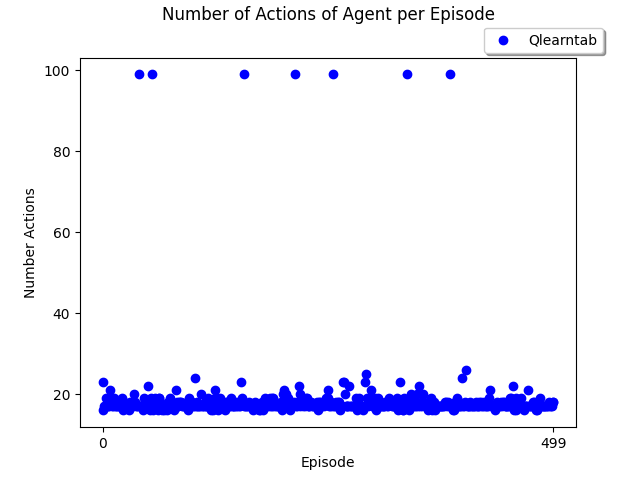 Number of Actions of Agent per Episode
Qlearntab
100
80
60
40
20
Number Actions
0
499
Episode